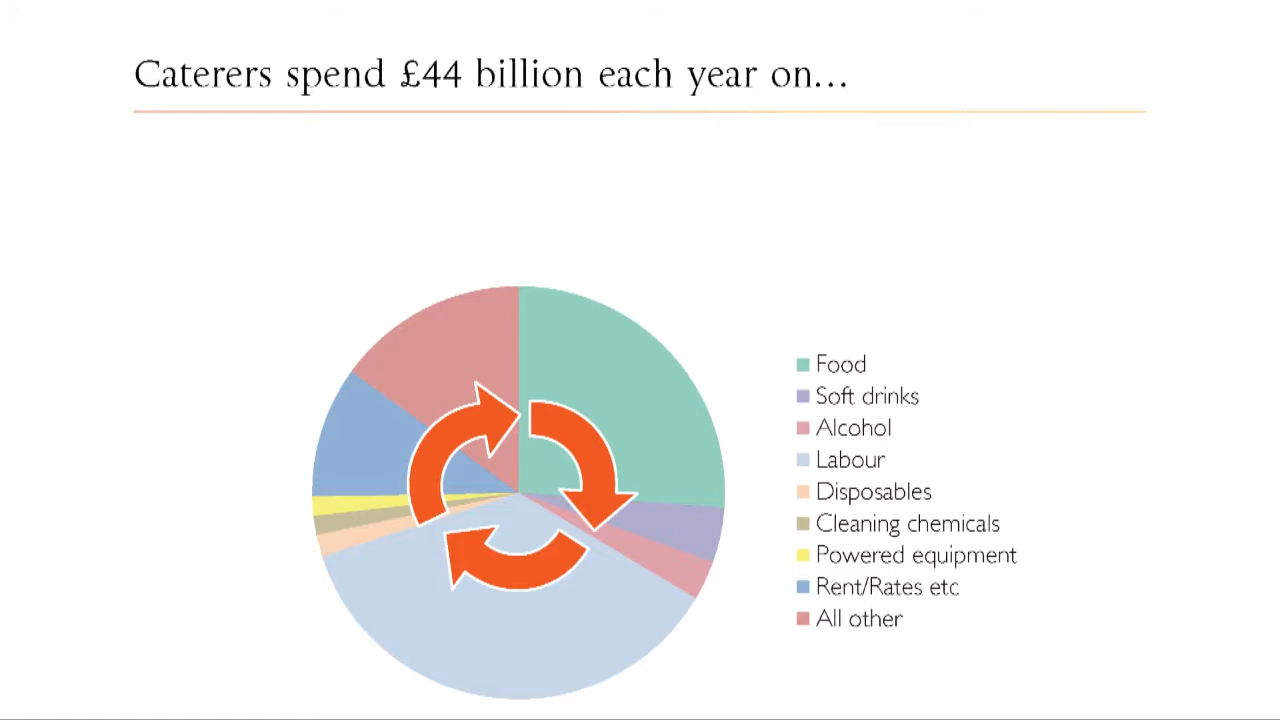 Caterers spend £44 billion each year on...
Food
Soft drinks
Alcohol
Labour
Disposables
Cleaning chemicals
Powered equipment
Rent/Rates etc
All other